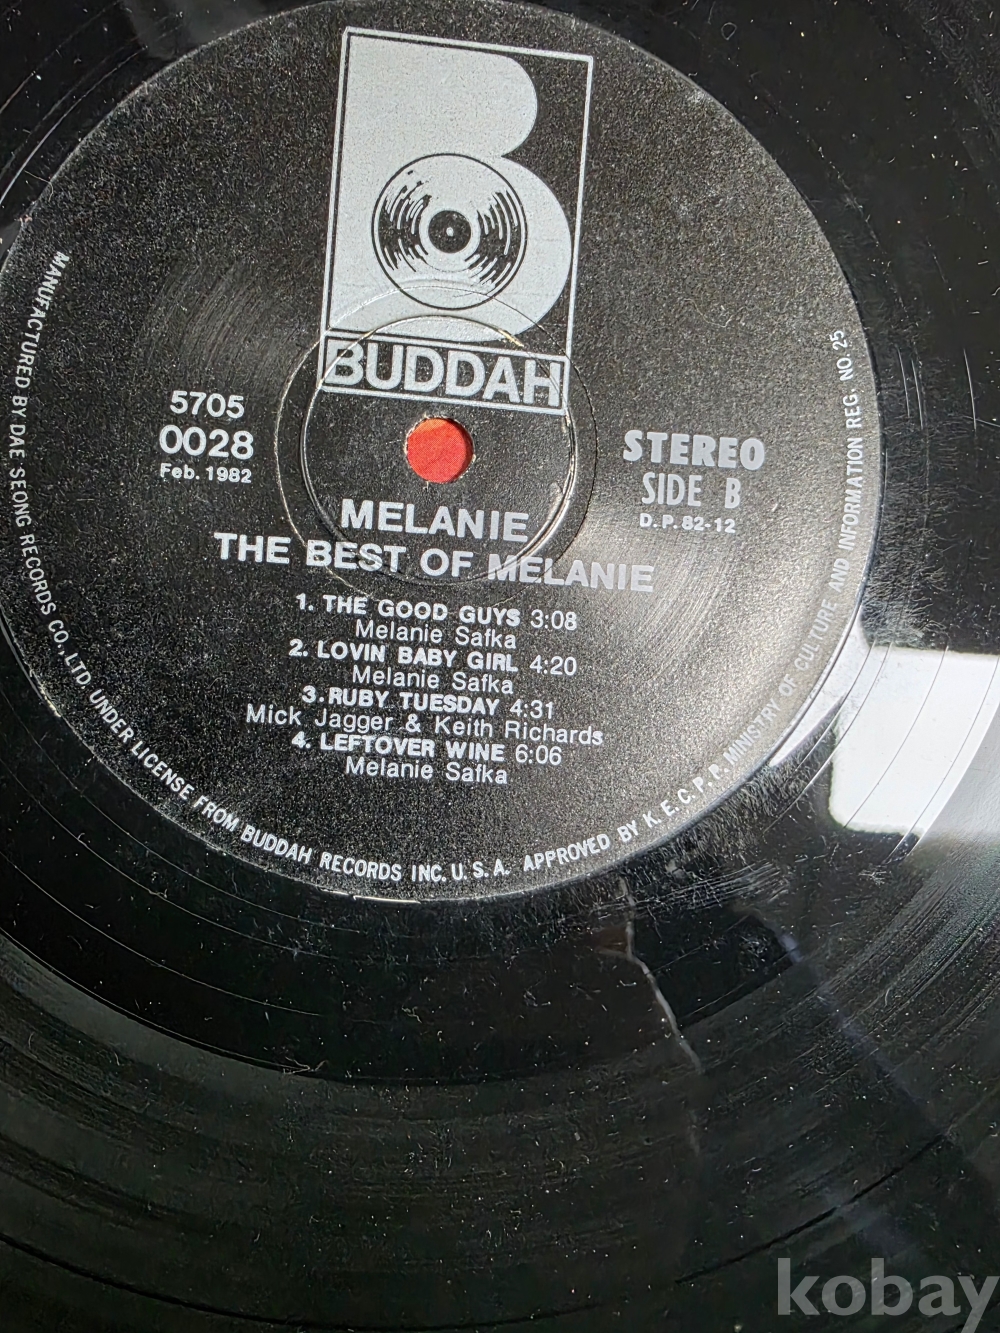 BUDDAH
5705
0028
Feb. 1982
STEREO
SIDE B
D.P. 82-12
MELANIE
THE BEST OF MELANIE
1. THE GOOD GUYS 3:08
Melanie Safka
2. LOVIN BABY GIRL 4:20
Melanie Safka
3. RUBY TUESDAY 4:31
Mick Jagger & Keith Richards
4. LEFTOVER WINE 6:06
Melanie Safka
MANUFACTURED BY DAE SEONG RECORDS CO., LTD. UNDER LICENSE FROM BUDDAH RECORDS INC. U.S.A. APPROVED BY K.E.C.P.P. MINISTRY OF CULTURE AND INFORMATION REG. NO. 25
kobay